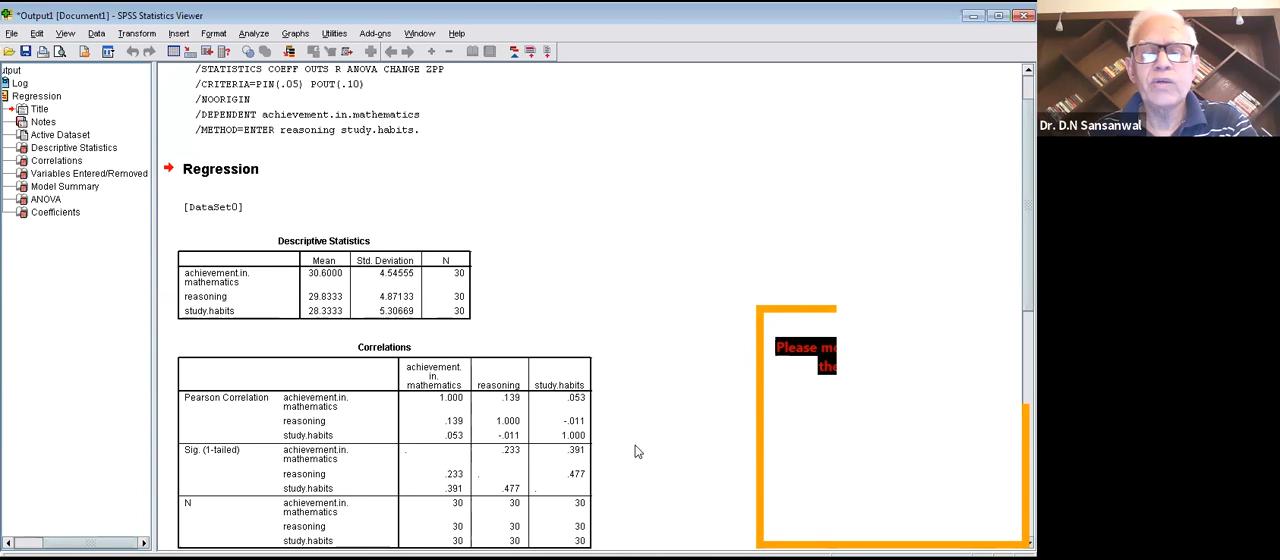 *Output1 [Document1] - SPSS Statistics Viewer
File Edit View Data Transform Insert Format Analyze Graphs Utilities Add-ons Window Help
utput
Log
Regression
Title
Notes
Active Dataset
Descriptive Statistics
Correlations
Variables Entered/Removed
Model Summary
ANOVA
Coefficients
/STATISTICS COEFF OUTS R ANOVA CHANGE ZPP
/CRITERIA=PIN(.05) POUT(.10)
/NOORIGIN
/DEPENDENT achievement.in.mathematics
/METHOD=ENTER reasoning study.habits.
Regression
[DataSet0]
Descriptive Statistics
Mean Std. Deviation N
achievement.in.
mathematics 30.6000 4.54555 30
reasoning 29.8333 4.87133 30
study.habits 28.3333 5.30669 30
Correlations
achievement.
in.
mathematics reasoning study.habits
Pearson Correlation achievement.in.
mathematics 1.000 .139 .053
reasoning .139 1.000 -.011
study.habits .053 -.011 1.000
Sig. (1-tailed) achievement.in.
mathematics . .233 .391
reasoning .233 . .477
study.habits .391 .477 .
N achievement.in.
mathematics 30 30 30
reasoning 30 30 30
study.habits 30 30 30
Please mo
the
Dr. D.N Sansanwal